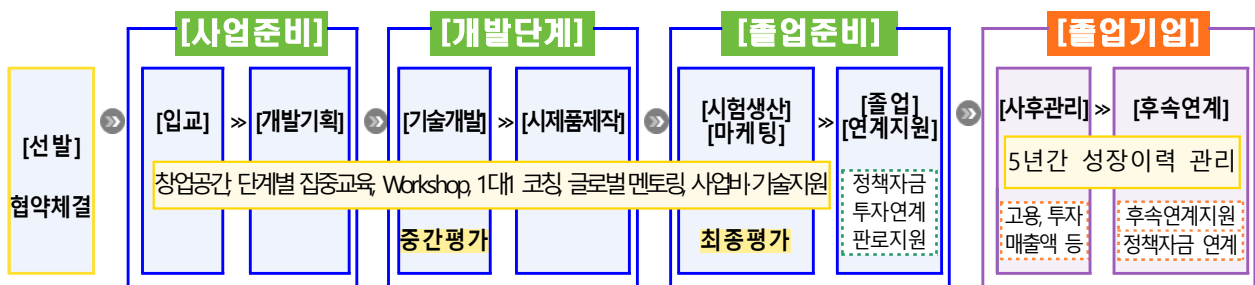 [사업준비]
[개발단계]
[졸업준비]
[졸업기업]
[선발]
협약체결
[입교]
»
[개발기획]
[기술개발]
»
[시제품제작]
[시험생산]
[마케팅]
»
[졸업]
[연계지원]
[사후관리]
»
[후속연계]
창업공간, 단계별 집중교육, Workshop, 1대1 코칭, 글로벌 멘토링, 사업비·기술지원
중간평가
최종평가
정책자금
투자연계
판로지원
5년간 성장이력 관리
고용, 투자
매출액 등
후속연계지원
정책자금 연계